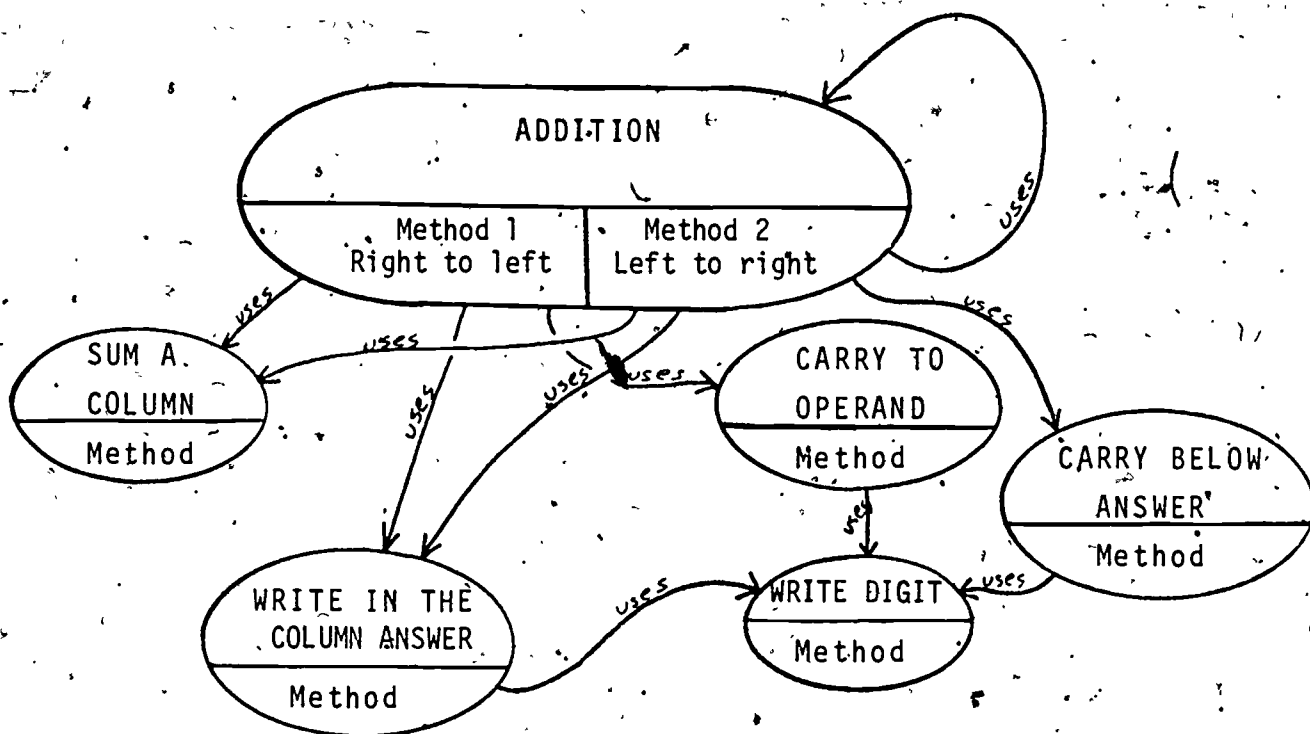 ADDITION
uses
Method 1
Right to left
Method 2
Left to right
uses
uses
uses
uses
uses
uses
uses
SUM A
COLUMN
Method
CARRY TO
OPERAND
Method
CARRY BELOW
ANSWER
Method
uses
uses
uses
WRITE IN THE
COLUMN ANSWER
Method
WRITE DIGIT
Method